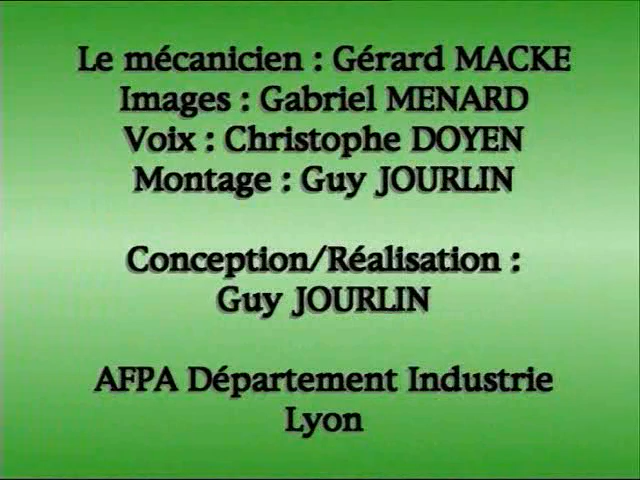 Le mécanicien : Gérard MACKE
Images : Gabriel MENARD
Voix : Christophe DOYEN
Montage : Guy JOURLIN
Conception/Réalisation :
Guy JOURLIN
AFPA Département Industrie
Lyon